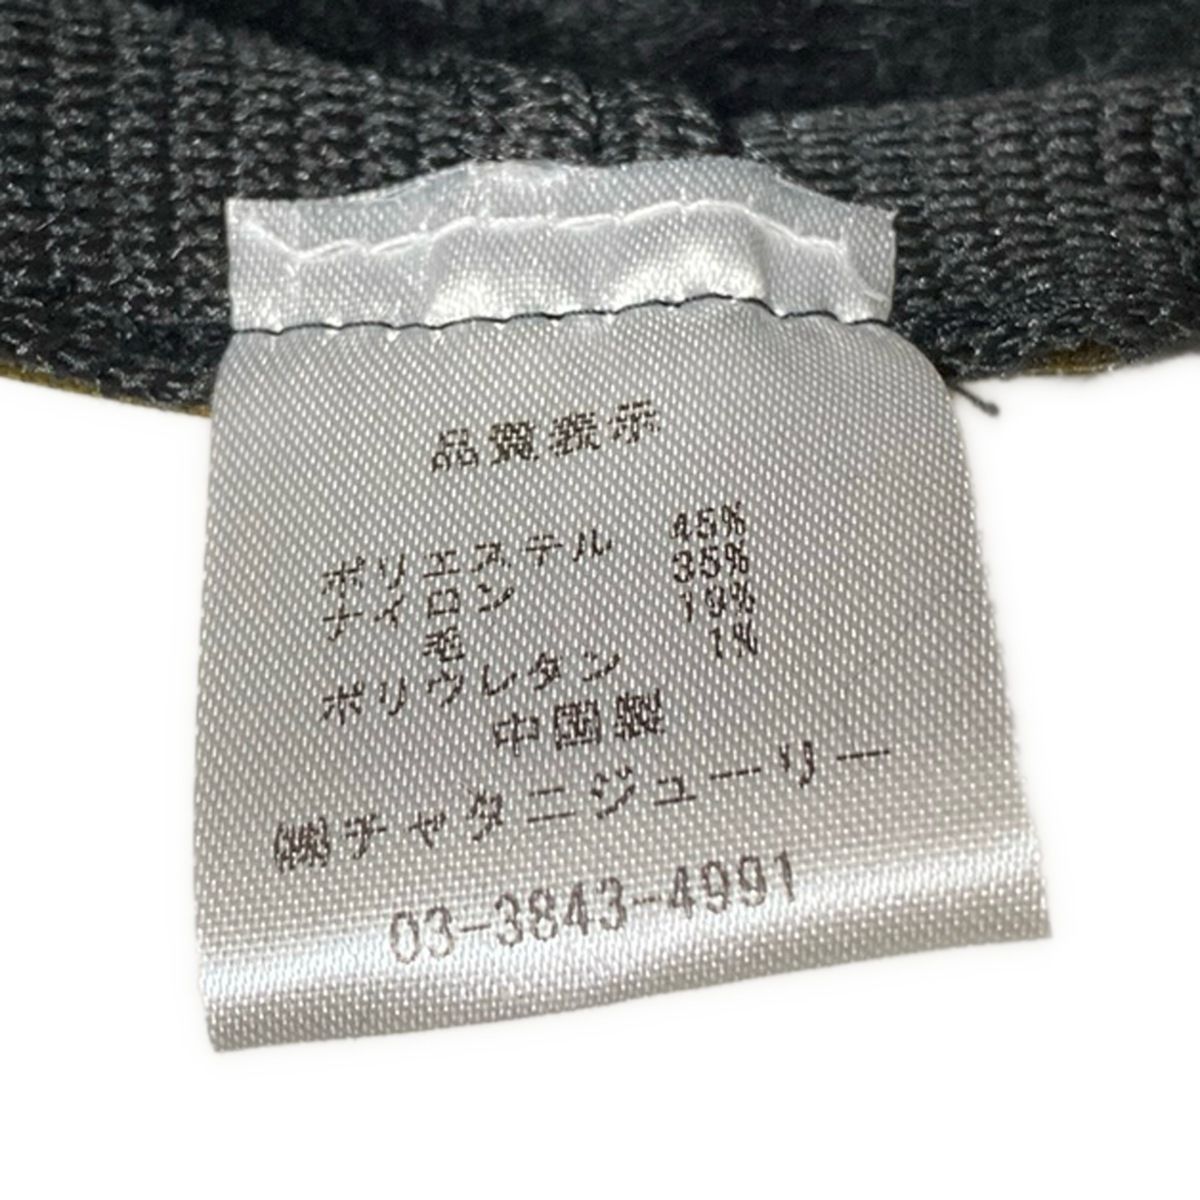 品質表示
ポリエステル 45%
ナイロン 35%
毛 19%
ポリウレタン 1%
中国製
㈱チャタニジューリー
03-3843-4991